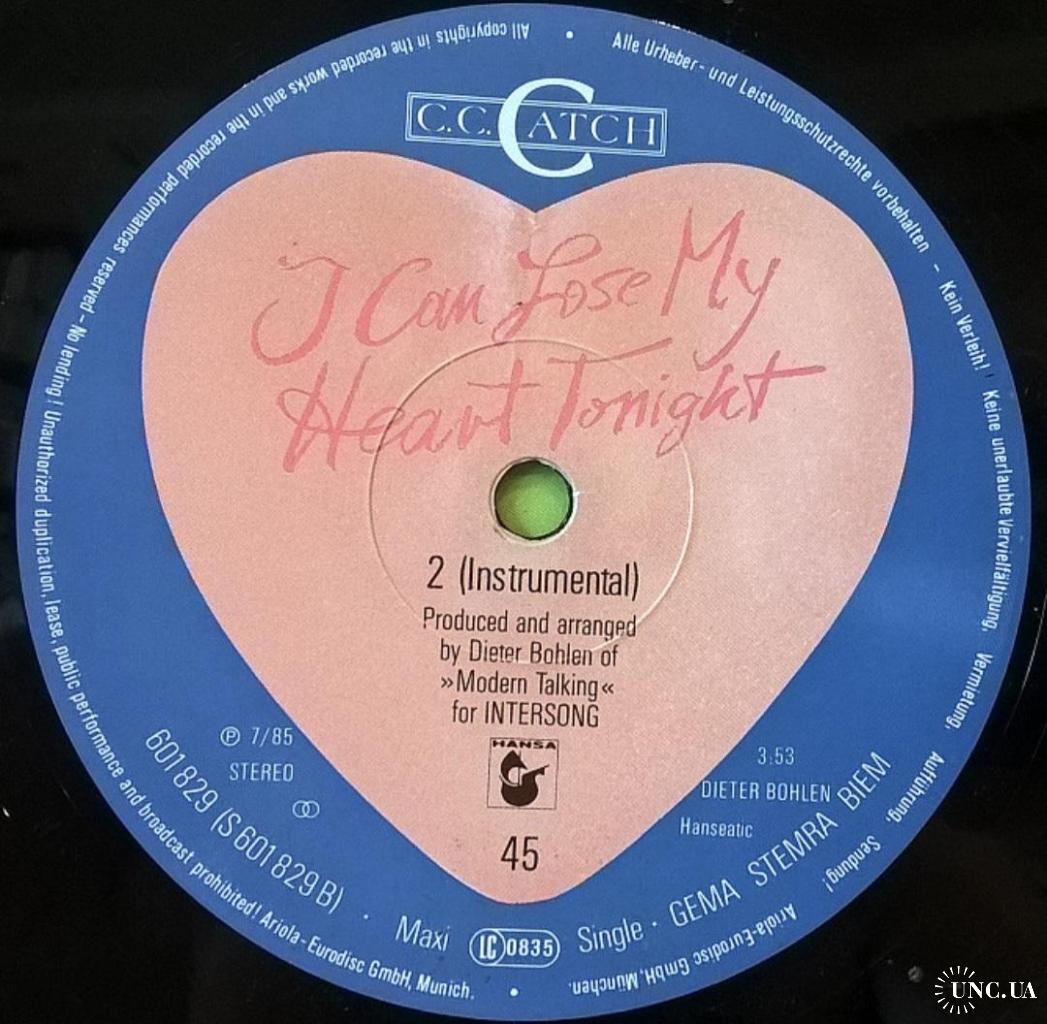 All copyrights in the recorded works and in the recorded performances reserved – No lending! Unauthorized duplication, lease, public performance and broadcast prohibited! Ariola-Eurodisc GmbH, Munich.
Alle Urheber- und Leistungsschutzrechte vorbehalten – Kein Verleih! Keine unerlaubte Vervielfältigung, Vermietung, Aufführung, Sendung! Ariola-Eurodisc GmbH, München.
C.C. CATCH
I Can Lose My
Heart Tonight
2 (Instrumental)
Produced and arranged
by Dieter Bohlen of
»Modern Talking«
for INTERSONG
HANSA
45
Ⓟ 7/85
STEREO
601 829 (S 601 829 B)
3:53
DIETER BOHLEN
Hanseatic
Maxi LC 0835 Single · GEMA STEMRA BIEM
UNC.UA